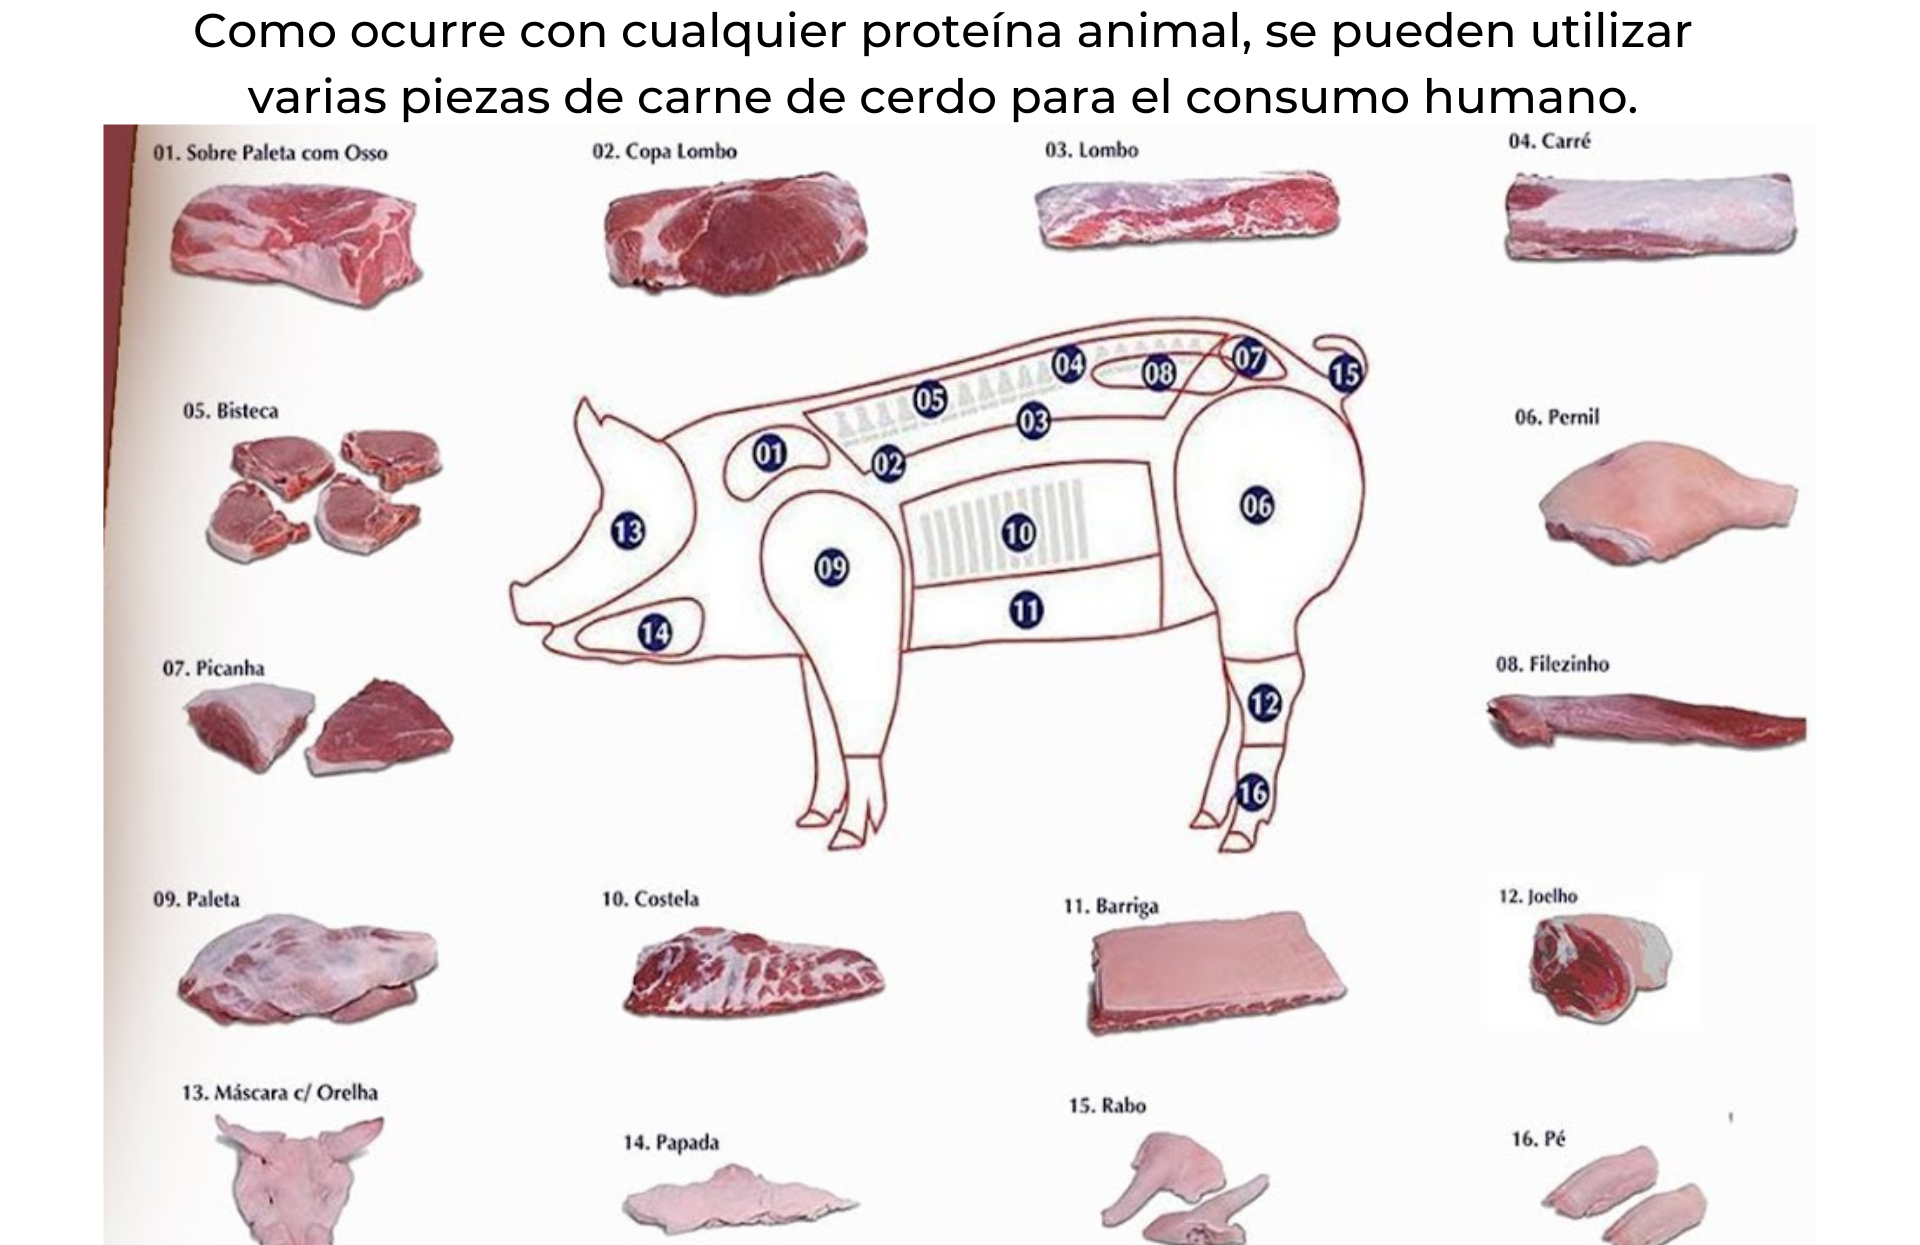 Como ocurre con cualquier proteína animal, se pueden utilizar
varias piezas de carne de cerdo para el consumo humano.
01. Sobre Paleta com Osso
02. Copa Lombo
03. Lombo
04. Carré
05. Bisteca
06. Pernil
07. Picanha
08. Filezinho
04
07
08
15
05
03
01
02
06
13
10
09
11
14
12
16
09. Paleta
10. Costela
11. Barriga
12. Joelho
13. Máscara c/ Orelha
14. Papada
15. Rabo
16. Pé